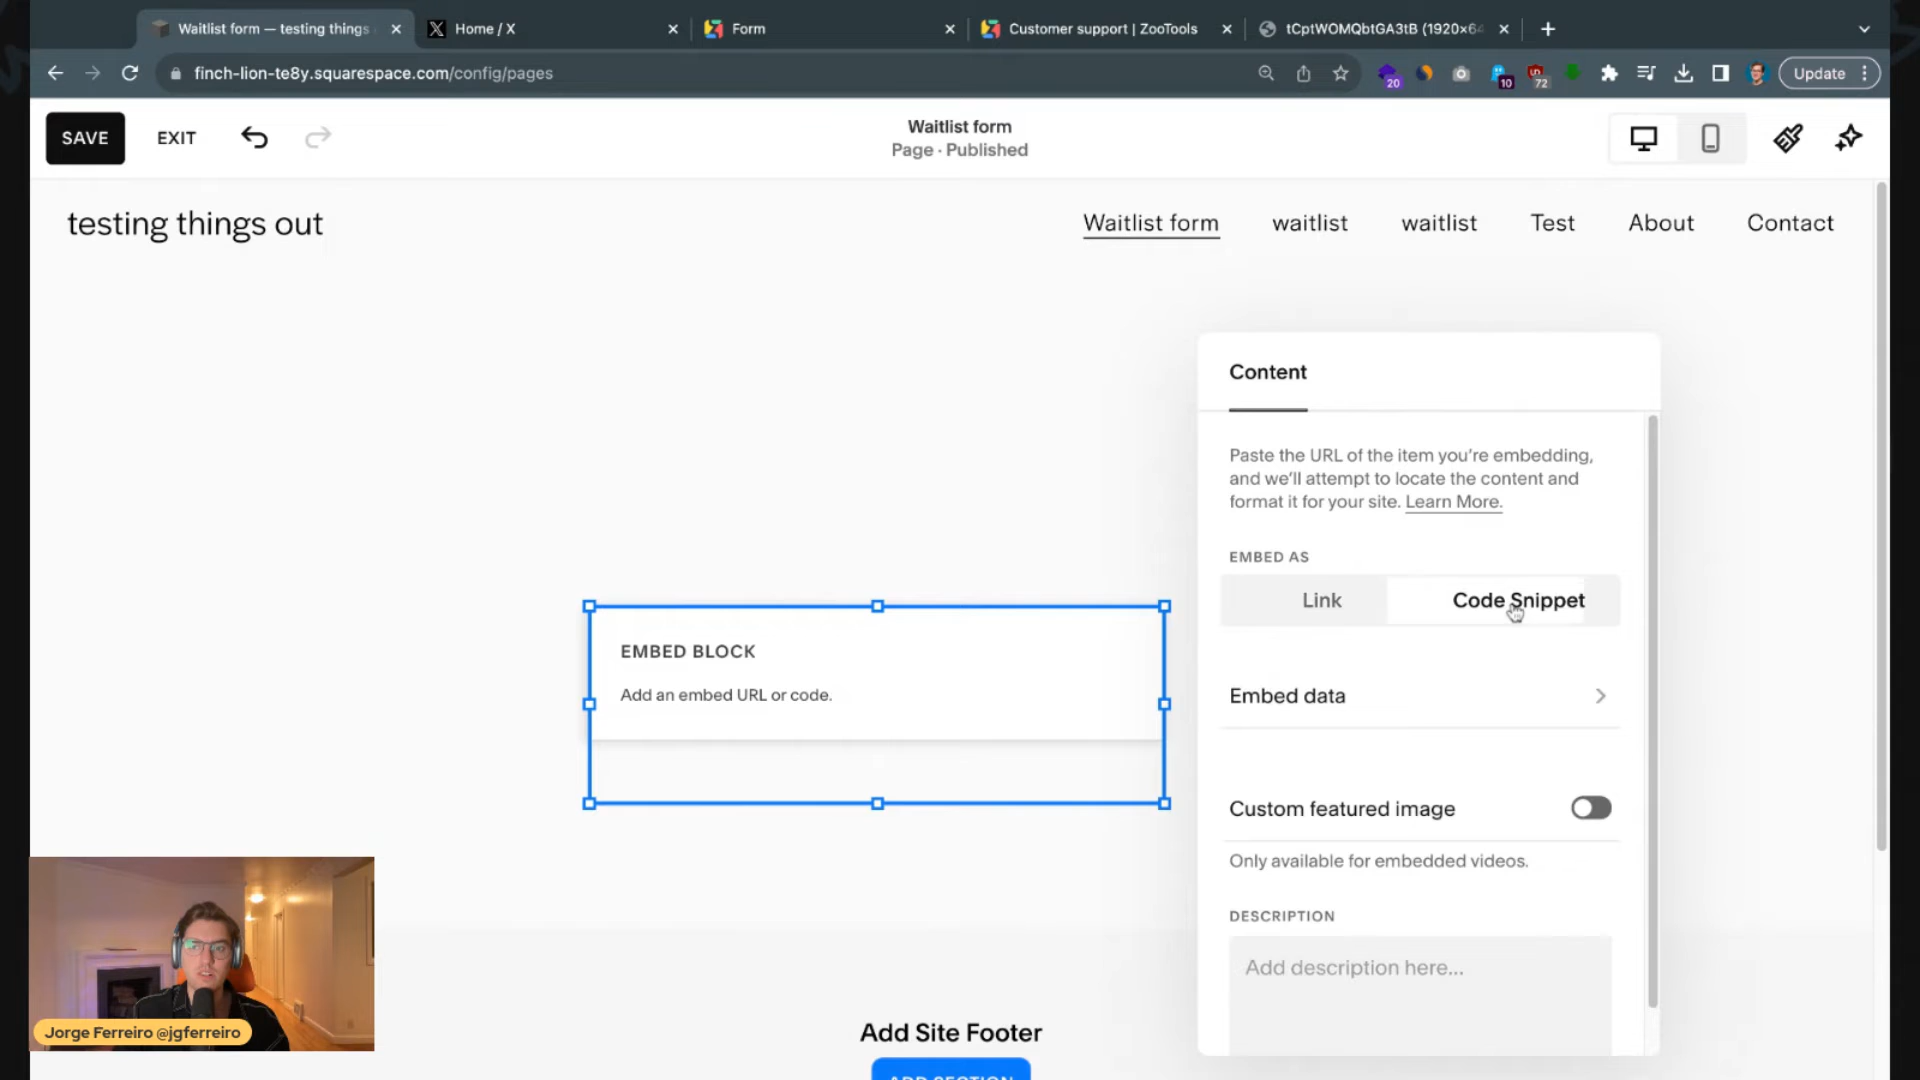 Waitlist form — testing things
Home / X
Form
Customer support | ZooTools
tCptWOMQbtGA3tB (1920×64
finch-lion-te8y.squarespace.com/config/pages
20
10
72
Update
SAVE
EXIT
Waitlist form
Page · Published
testing things out
Waitlist form
waitlist
waitlist
Test
About
Contact
Content
Paste the URL of the item you’re embedding,
and we’ll attempt to locate the content and
format it for your site. Learn More.
EMBED AS
Link
Code Snippet
EMBED BLOCK
Add an embed URL or code.
Embed data
Custom featured image
Only available for embedded videos.
DESCRIPTION
Add description here...
Jorge Ferreiro @jgferreiro
Add Site Footer
ADD SECTION